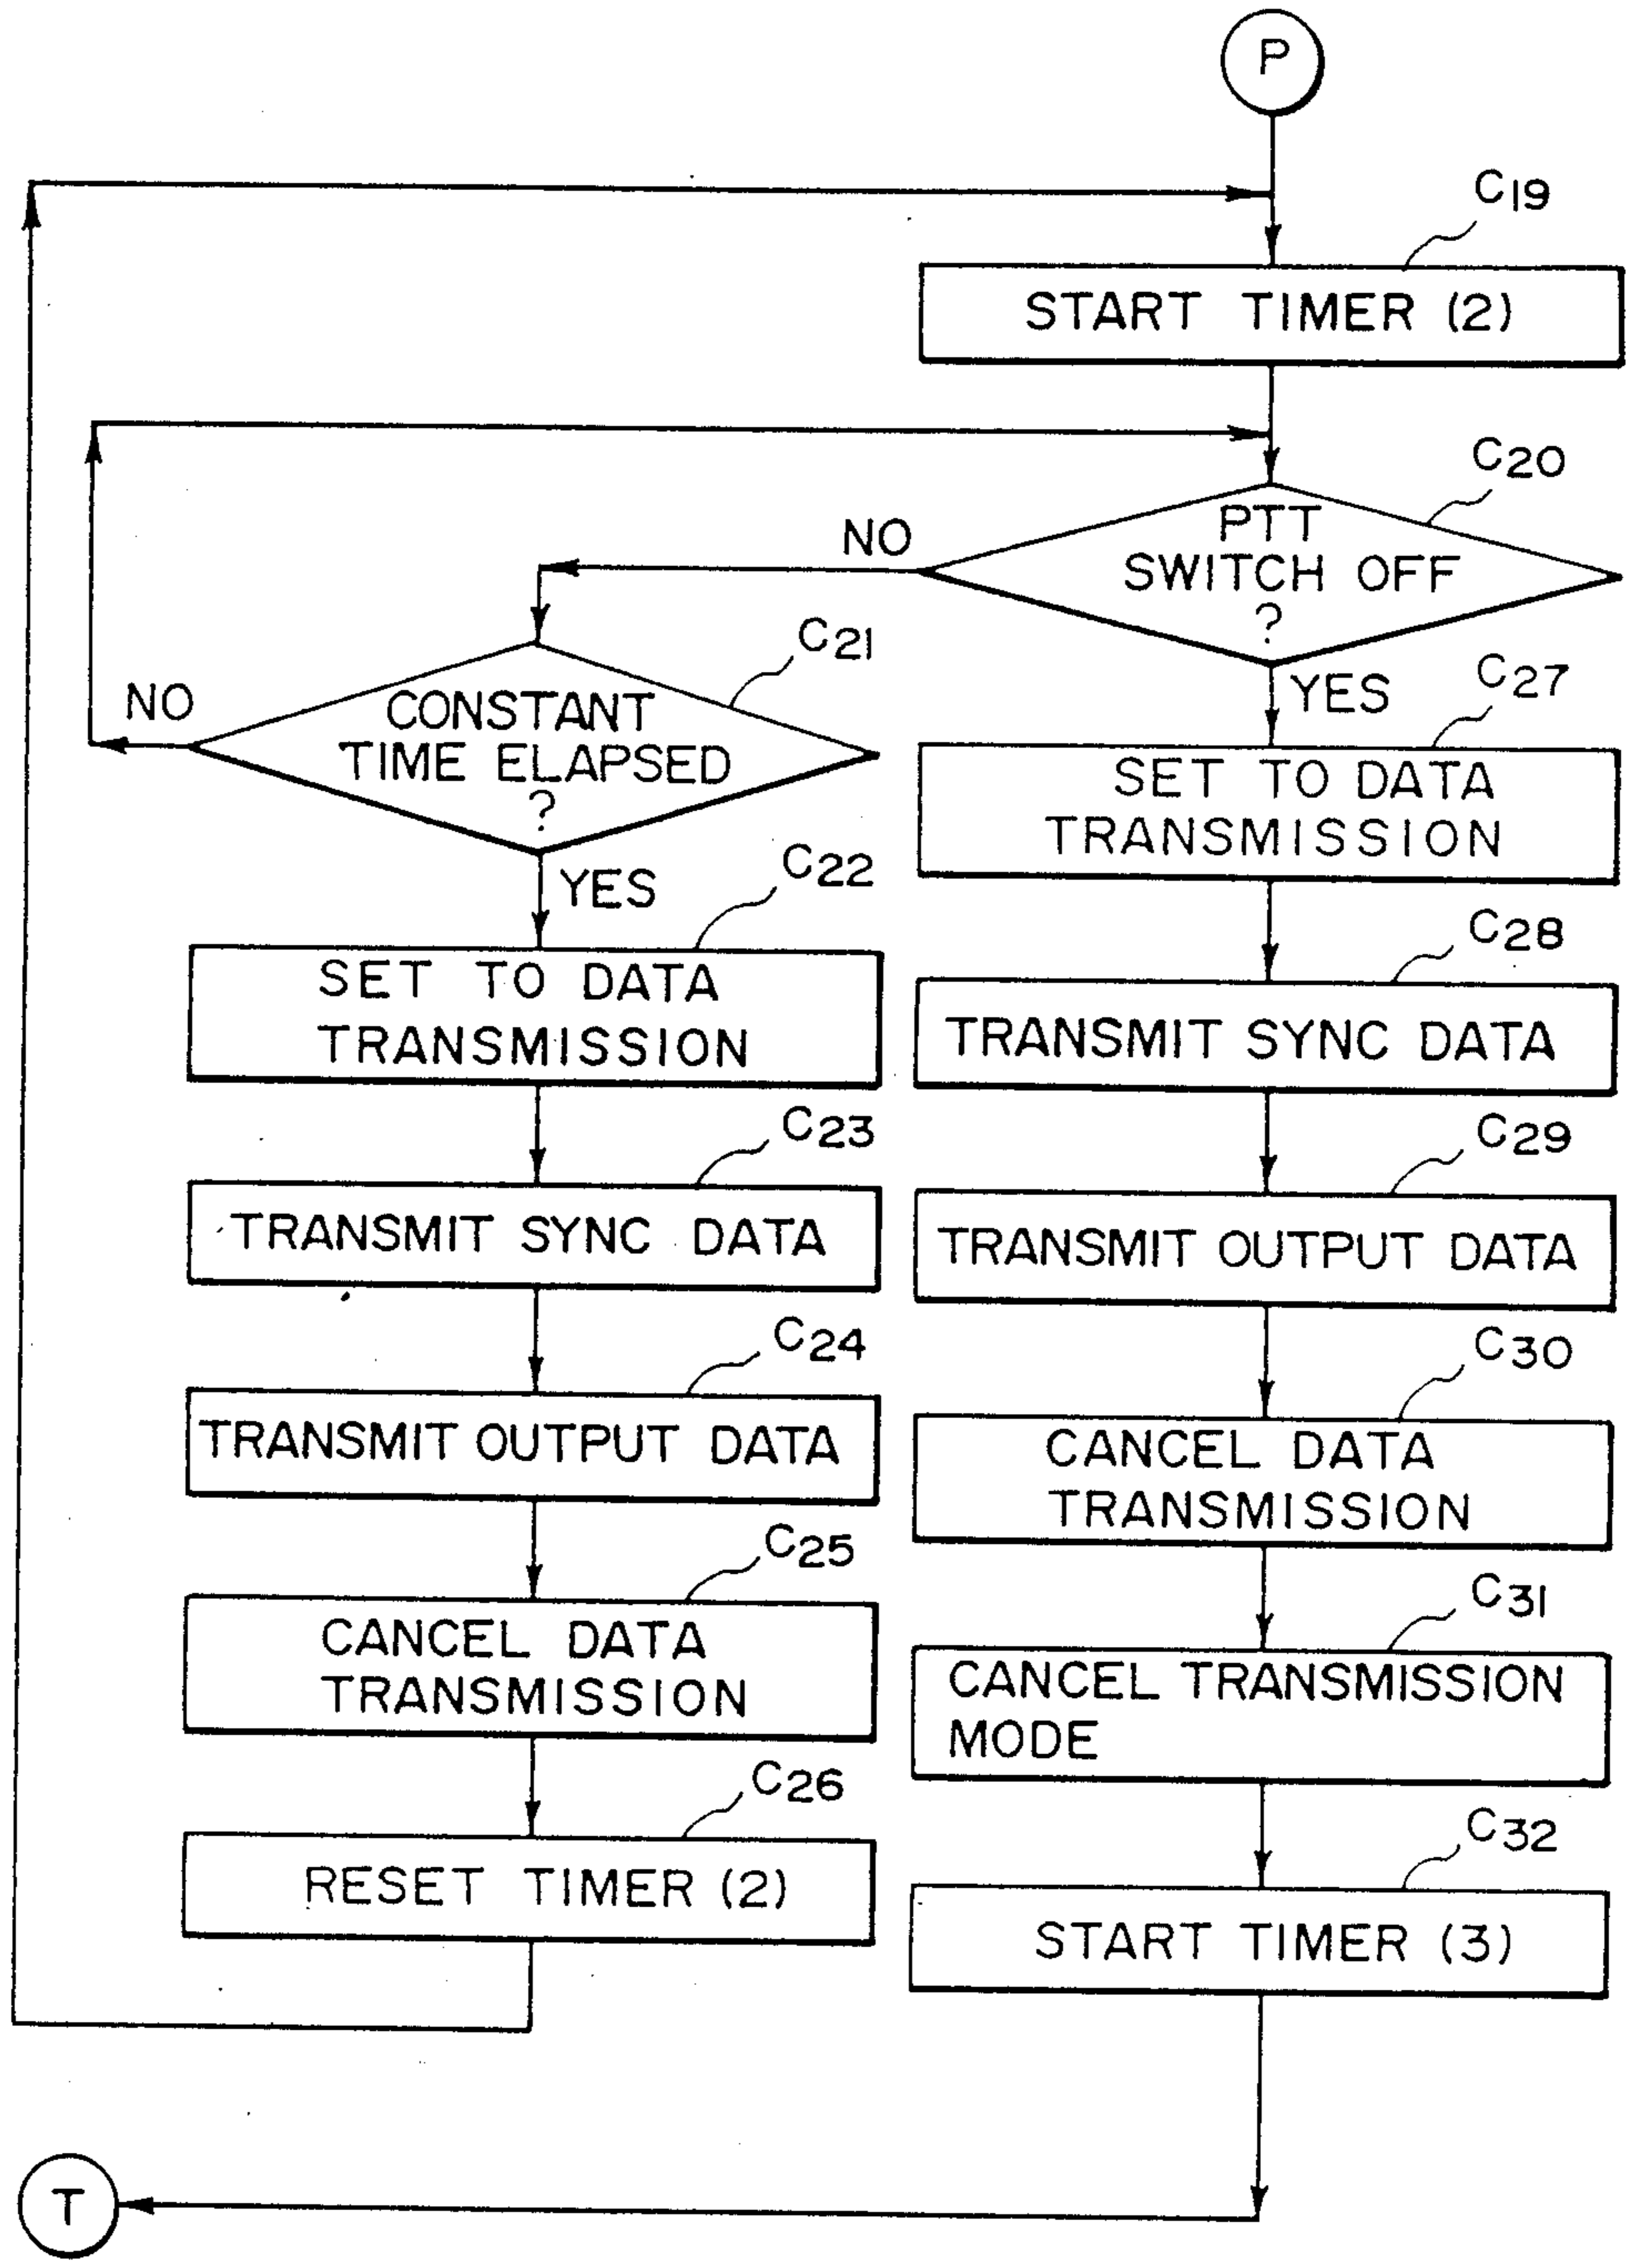 P
C19
START TIMER (2)
C20
PTT
SWITCH OFF
?
NO
YES
C21
CONSTANT
TIME ELAPSED
?
NO
YES
C22
SET TO DATA
TRANSMISSION
C23
TRANSMIT SYNC DATA
C24
TRANSMIT OUTPUT DATA
C25
CANCEL DATA
TRANSMISSION
C26
RESET TIMER (2)
C27
SET TO DATA
TRANSMISSION
C28
TRANSMIT SYNC DATA
C29
TRANSMIT OUTPUT DATA
C30
CANCEL DATA
TRANSMISSION
C31
CANCEL TRANSMISSION
MODE
C32
START TIMER (3)
T